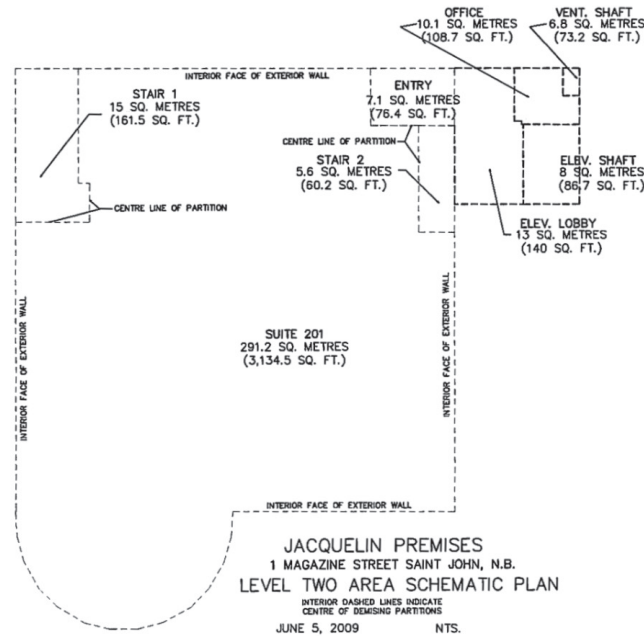 OFFICE
10.1 SQ. METRES
(108.7 SQ. FT.)
VENT. SHAFT
6.8 SQ. METRES
(73.2 SQ. FT.)
INTERIOR FACE OF EXTERIOR WALL
STAIR 1
15 SQ. METRES
(161.5 SQ. FT.)
ENTRY
7.1 SQ. METRES
(76.4 SQ. FT.)
CENTRE LINE OF PARTITION
STAIR 2
5.6 SQ. METRES
(60.2 SQ. FT.)
ELEV. SHAFT
8 SQ. METRES
(86.7 SQ. FT.)
CENTRE LINE OF PARTITION
ELEV. LOBBY
13 SQ. METRES
(140 SQ. FT.)
INTERIOR FACE OF EXTERIOR WALL
INTERIOR FACE OF EXTERIOR WALL
SUITE 201
291.2 SQ. METRES
(3,134.5 SQ. FT.)
INTERIOR FACE OF EXTERIOR WALL
JACQUELIN PREMISES
1 MAGAZINE STREET SAINT JOHN, N.B.
LEVEL TWO AREA SCHEMATIC PLAN
INTERIOR DASHED LINES INDICATE
CENTRE OF DEMISING PARTITIONS
JUNE 5, 2009 NTS.